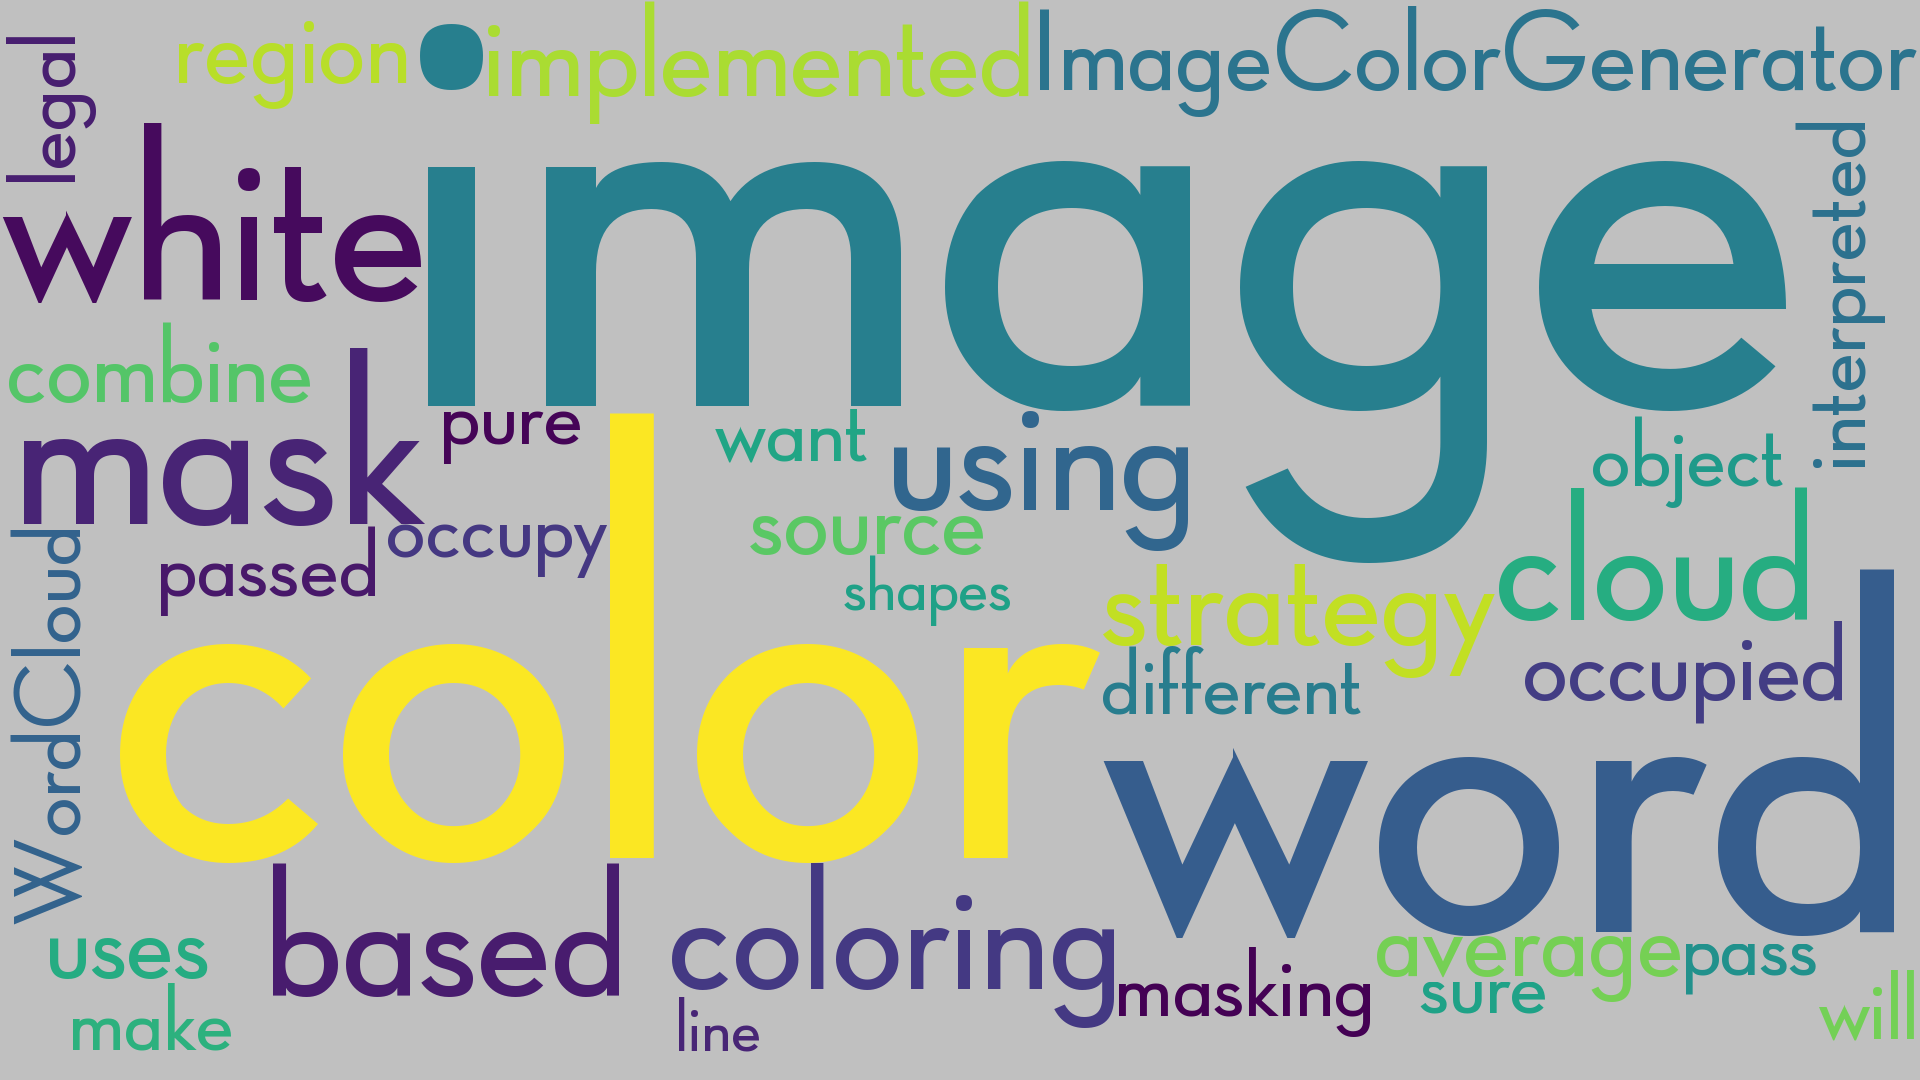 legal
region
implemented
ImageColorGenerator
white
image
interpreted
combine
mask
pure
want
using
object
WordCloud
passed
occupy
source
shapes
cloud
color
strategy
different
occupied
word
based
coloring
uses
average
pass
masking
sure
make
line
will